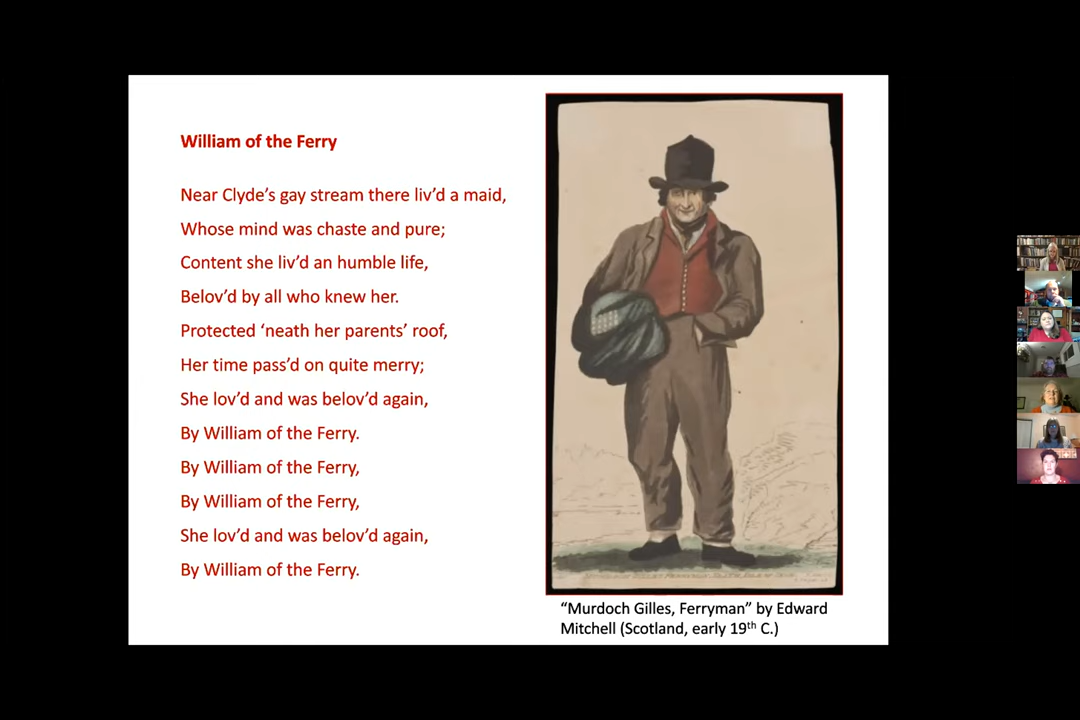 William of the Ferry
Near Clyde's gay stream there liv'd a maid,
Whose mind was chaste and pure;
Content she liv'd an humble life,
Belov'd by all who knew her.
Protected ‘neath her parents’ roof,
Her time pass'd on quite merry;
She lov'd and was belov'd again,
By William of the Ferry.
By William of the Ferry,
By William of the Ferry,
She lov'd and was belov'd again,
By William of the Ferry.
“Murdoch Gilles, Ferryman” by Edward
Mitchell (Scotland, early 19th C.)